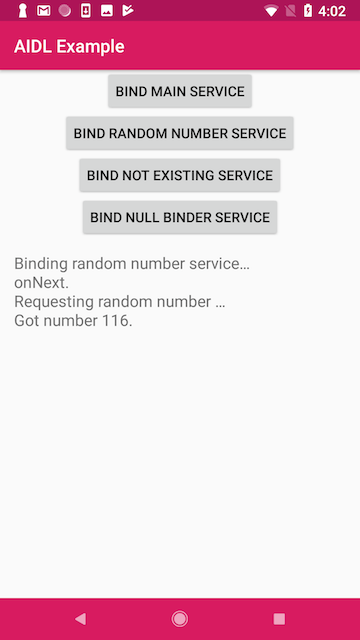 4:02
AIDL Example
BIND MAIN SERVICE
BIND RANDOM NUMBER SERVICE
BIND NOT EXISTING SERVICE
BIND NULL BINDER SERVICE
Binding random number service…
onNext.
Requesting random number …
Got number 116.